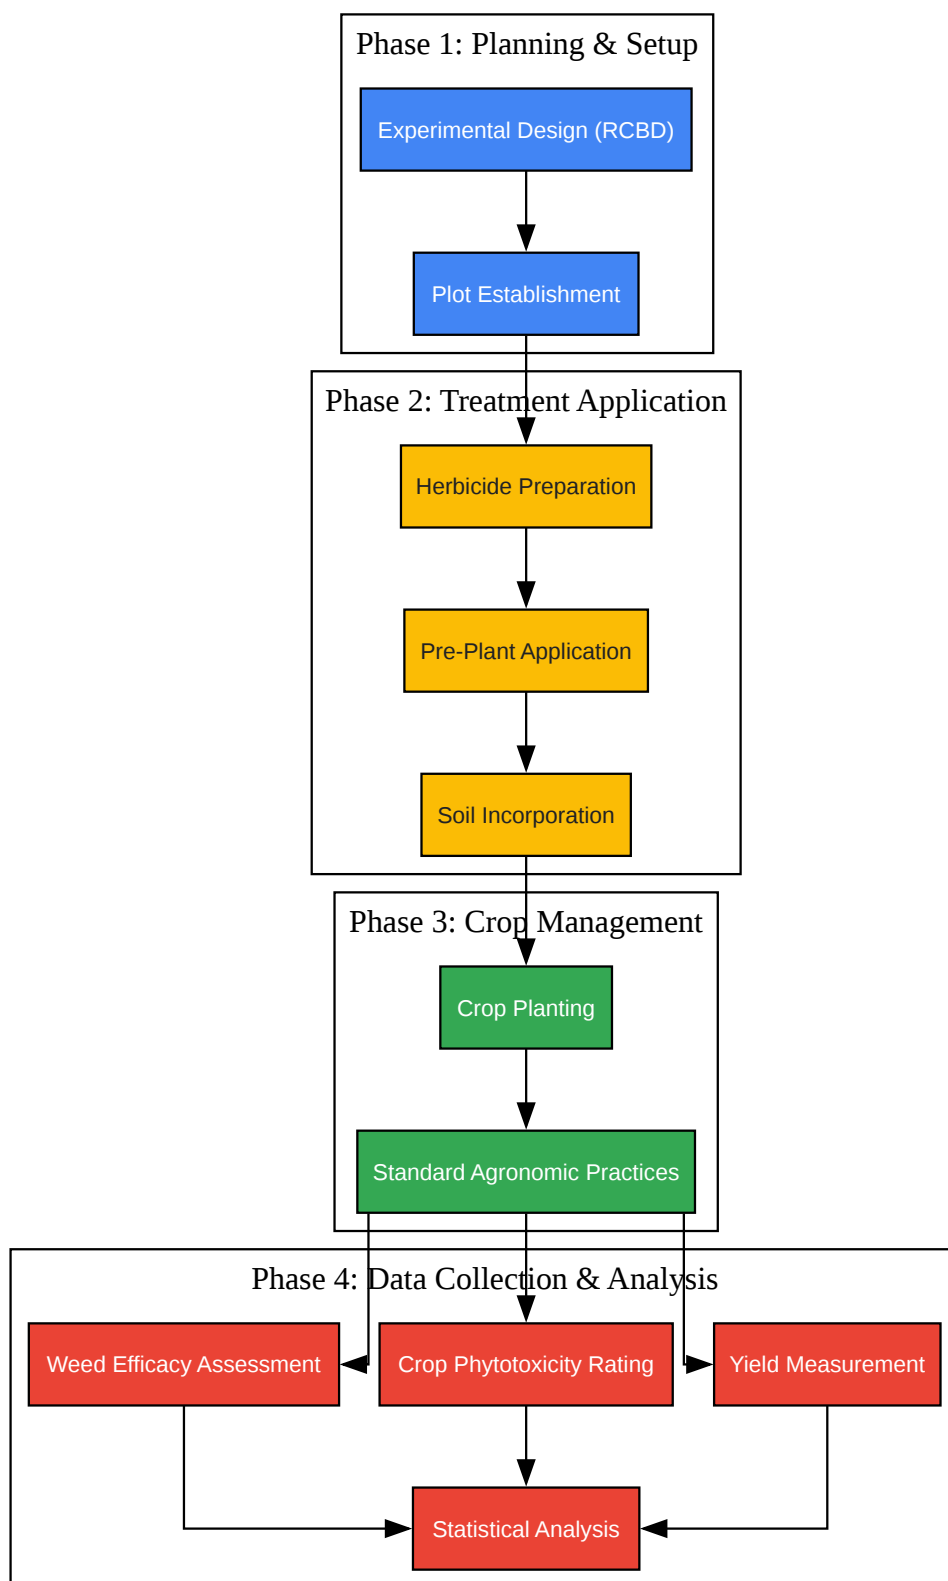 Phase 1: Planning & Setup
Experimental Design (RCBD)
Plot Establishment
Phase 2: Treatment Application
Herbicide Preparation
Pre-Plant Application
Soil Incorporation
Phase 3: Crop Management
Crop Planting
Standard Agronomic Practices
Phase 4: Data Collection & Analysis
Weed Efficacy Assessment
Crop Phytotoxicity Rating
Yield Measurement
Statistical Analysis